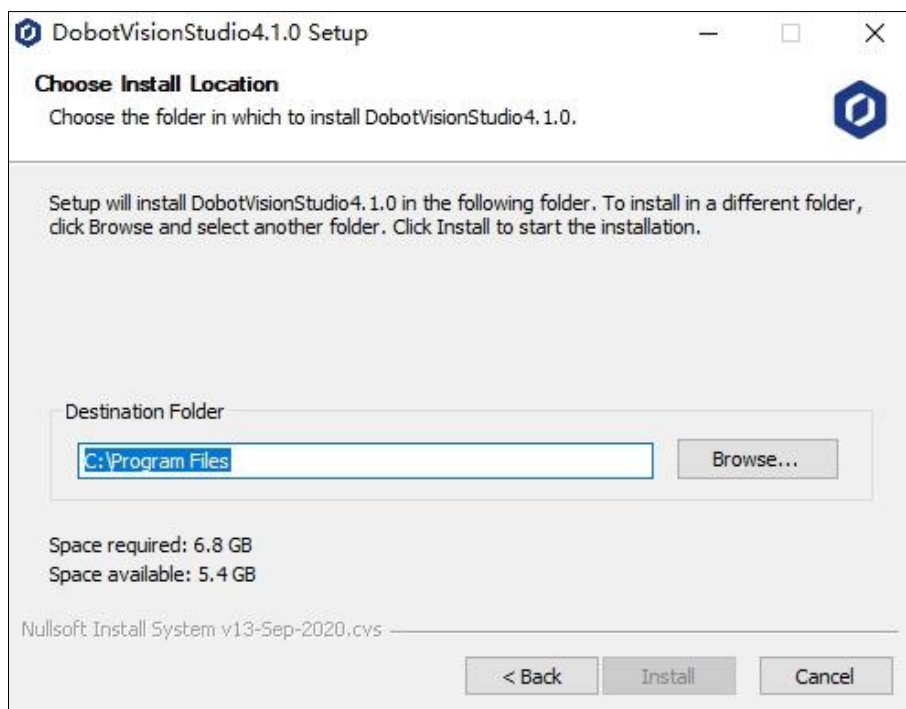 DobotVisionStudio4.1.0 Setup
Choose Install Location
Choose the folder in which to install DobotVisionStudio4.1.0.
Setup will install DobotVisionStudio4.1.0 in the following folder. To install in a different folder,
click Browse and select another folder. Click Install to start the installation.
Destination Folder
C:\Program Files
Browse...
Space required: 6.8 GB
Space available: 5.4 GB
Nullsoft Install System v13-Sep-2020.cvs
< Back
Install
Cancel